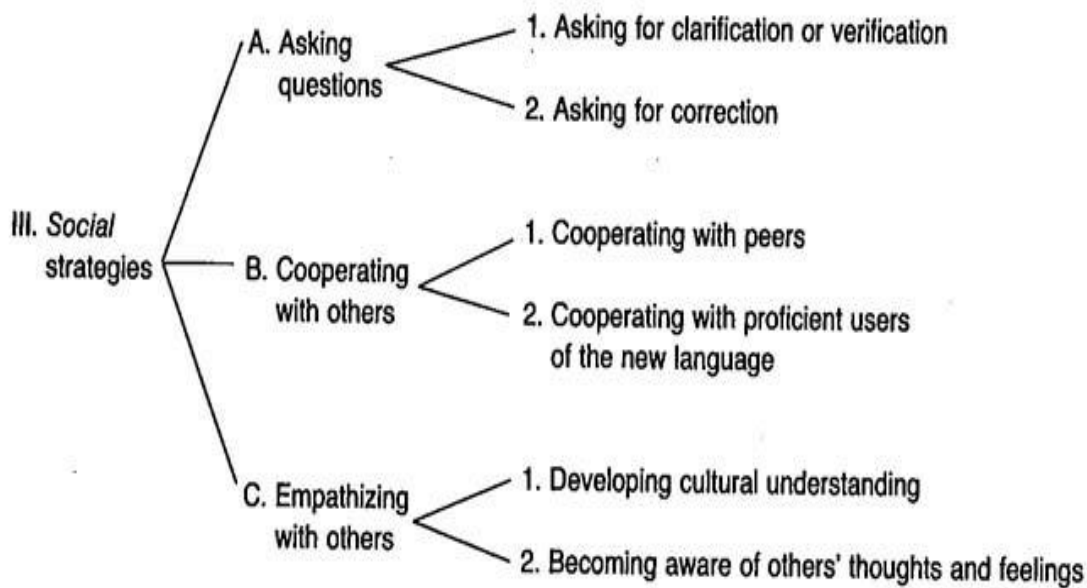 A. Asking
questions
1. Asking for clarification or verification
2. Asking for correction
III. Social
strategies
B. Cooperating
with others
1. Cooperating with peers
2. Cooperating with proficient users
of the new language
C. Empathizing
with others
1. Developing cultural understanding
2. Becoming aware of others' thoughts and feelings